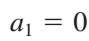 a₁ = 0